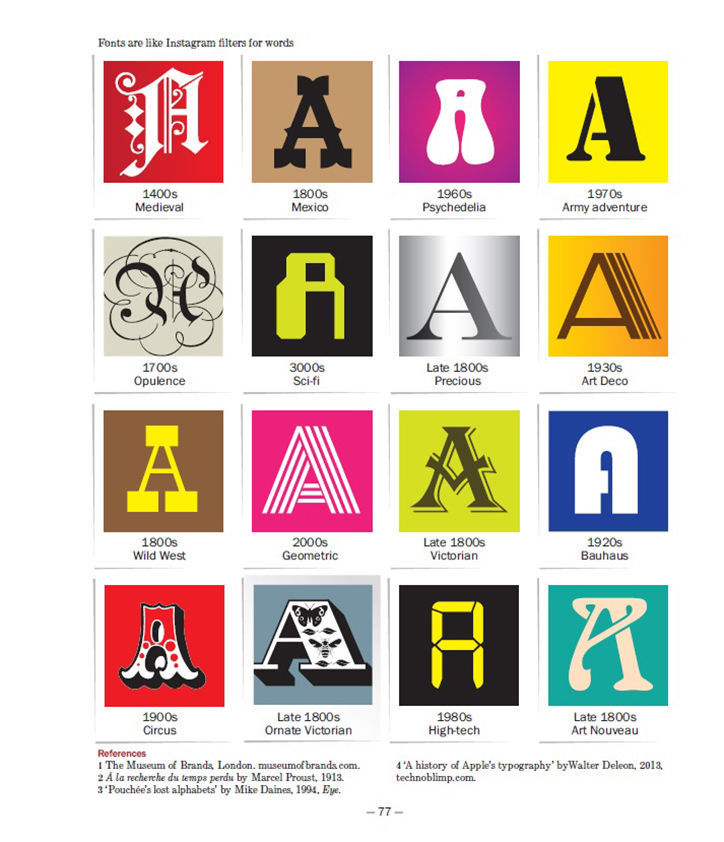 Fonts are like Instagram filters for words
A A A A
1400s 1800s 1960s 1970s
Medieval Mexico Psychedelia Army adventure
A A A A
1700s 3000s Late 1800s 1930s
Opulence Sci-fi Precious Art Deco
A A A A
1800s 2000s Late 1800s 1920s
Wild West Geometric Victorian Bauhaus
A A A A
1900s Late 1800s 1980s Late 1800s
Circus Ornate Victorian High-tech Art Nouveau
References
1 The Museum of Brands, London. museumofbrands.com.
2 Á la recherche du temps perdu by Marcel Proust, 1913.
3 ‘Pouchée’s lost alphabets’ by Mike Daines, 1994, Eye.
4 ‘A history of Apple’s typography’ byWalter Deleon, 2013,
technoblimp.com.
– 77 –